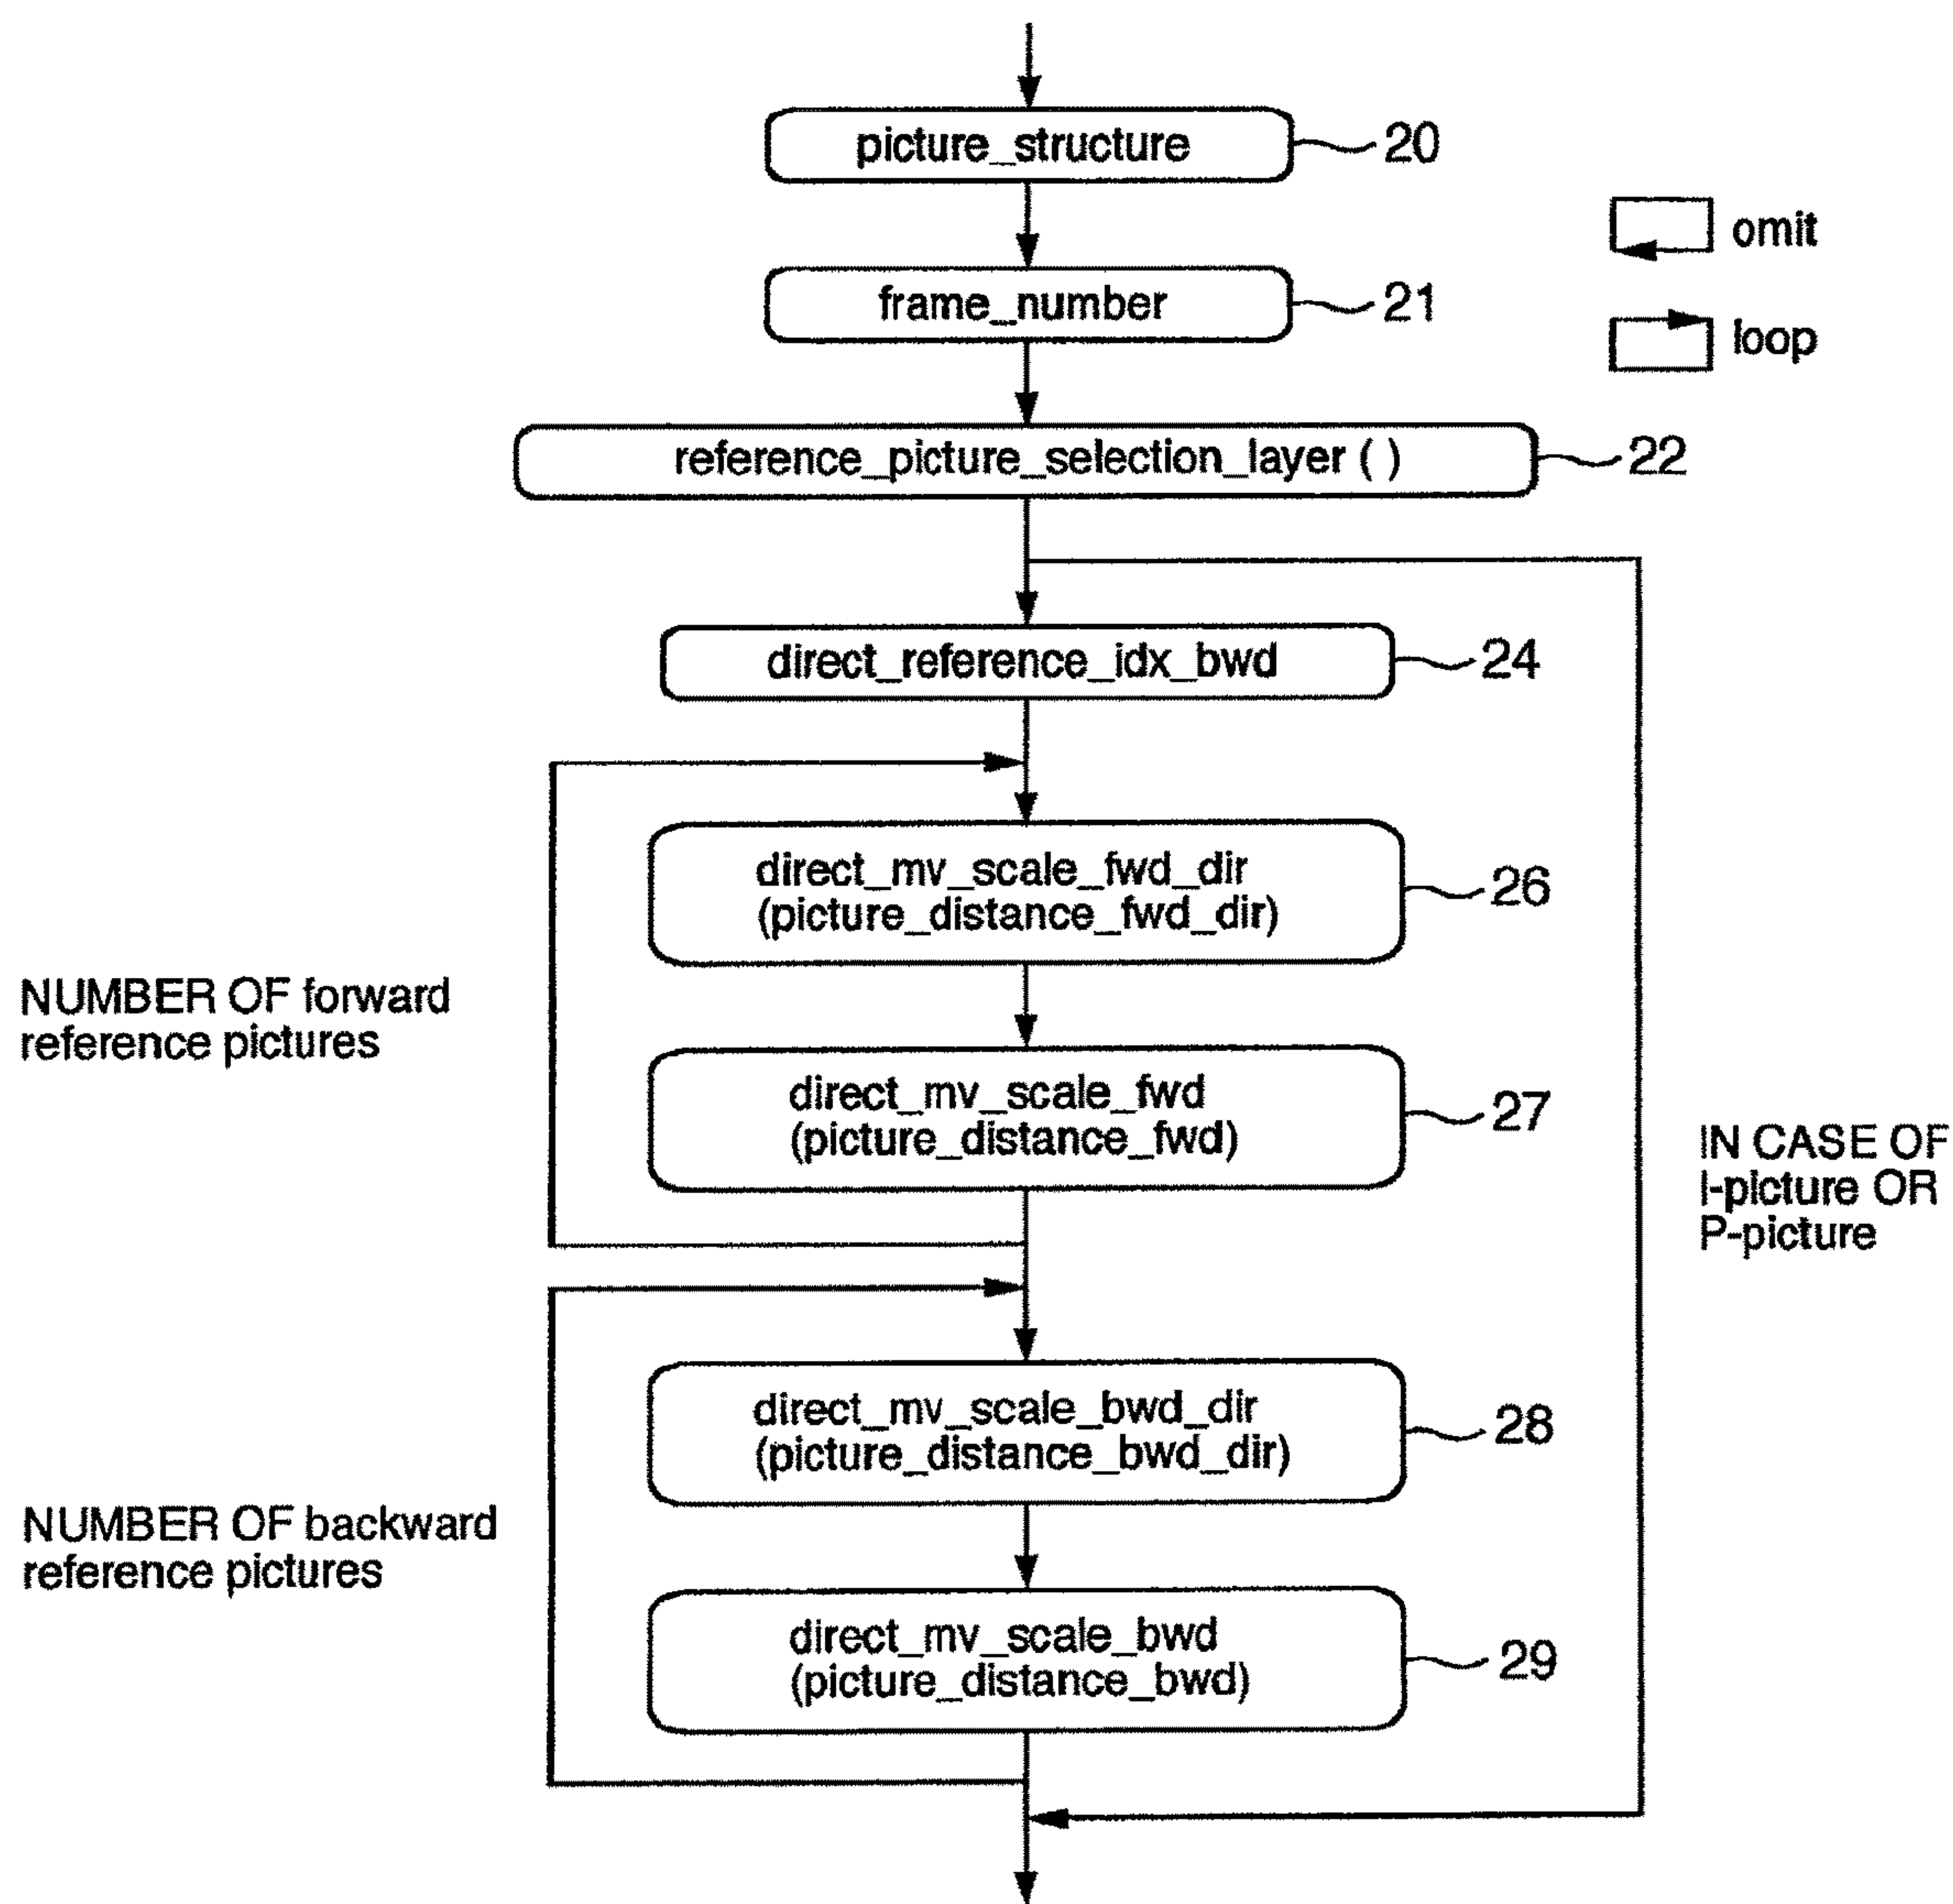 picture_structure
20
omit
frame_number
21
loop
reference_picture_selection_layer ( )
22
direct_reference_idx_bwd
24
direct_mv_scale_fwd_dir
(picture_distance_fwd_dir)
26
NUMBER OF forward
reference pictures
direct_mv_scale_fwd
(picture_distance_fwd)
27
IN CASE OF
I-picture OR
P-picture
direct_mv_scale_bwd_dir
(picture_distance_bwd_dir)
28
NUMBER OF backward
reference pictures
direct_mv_scale_bwd
(picture_distance_bwd)
29